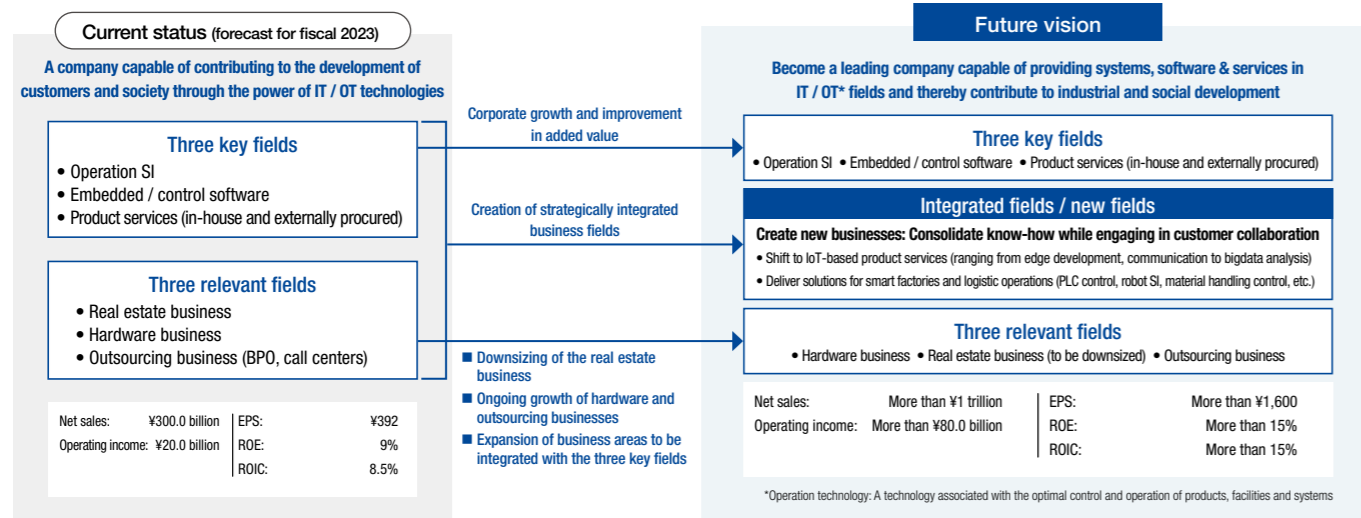 Current status (forecast for fiscal 2023)
A company capable of contributing to the development of
customers and society through the power of IT / OT technologies
Three key fields
• Operation SI
• Embedded / control software
• Product services (in-house and externally procured)
Three relevant fields
• Real estate business
• Hardware business
• Outsourcing business (BPO, call centers)
Net sales: ¥300.0 billion
Operating income: ¥20.0 billion
EPS: ¥392
ROE: 9%
ROIC: 8.5%
Corporate growth and improvement
in added value
Creation of strategically integrated
business fields
■ Downsizing of the real estate
business
■ Ongoing growth of hardware and
outsourcing businesses
■ Expansion of business areas to be
integrated with the three key fields
Future vision
Become a leading company capable of providing systems, software & services in
IT / OT* fields and thereby contribute to industrial and social development
Three key fields
• Operation SI • Embedded / control software • Product services (in-house and externally procured)
Integrated fields / new fields
Create new businesses: Consolidate know-how while engaging in customer collaboration
• Shift to IoT-based product services (ranging from edge development, communication to bigdata analysis)
• Deliver solutions for smart factories and logistic operations (PLC control, robot SI, material handling control, etc.)
Three relevant fields
• Hardware business • Real estate business (to be downsized) • Outsourcing business
Net sales: More than ¥1 trillion
Operating income: More than ¥80.0 billion
EPS: More than ¥1,600
ROE: More than 15%
ROIC: More than 15%
*Operation technology: A technology associated with the optimal control and operation of products, facilities and systems